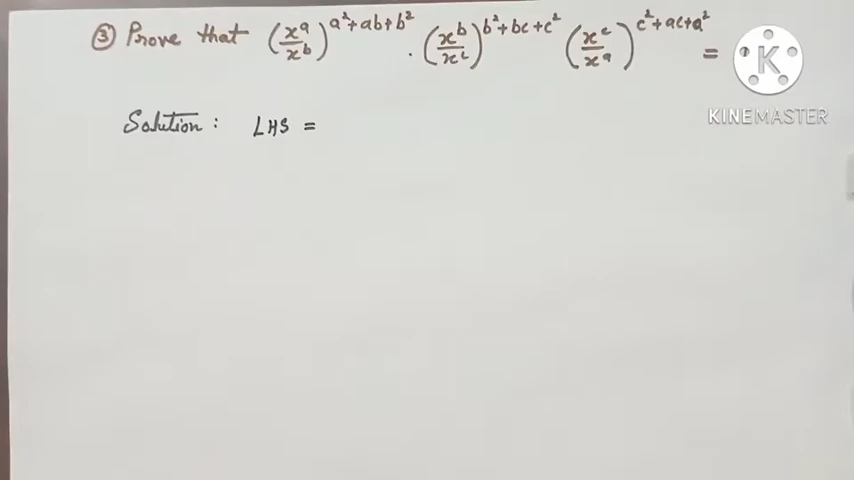 ③ Prove that (x^a/x^b)^(a²+ab+b²) · (x^b/x^c)^(b²+bc+c²) (x^c/x^a)^(c²+ac+a²) =
K
KINEMASTER
Solution : LHS =